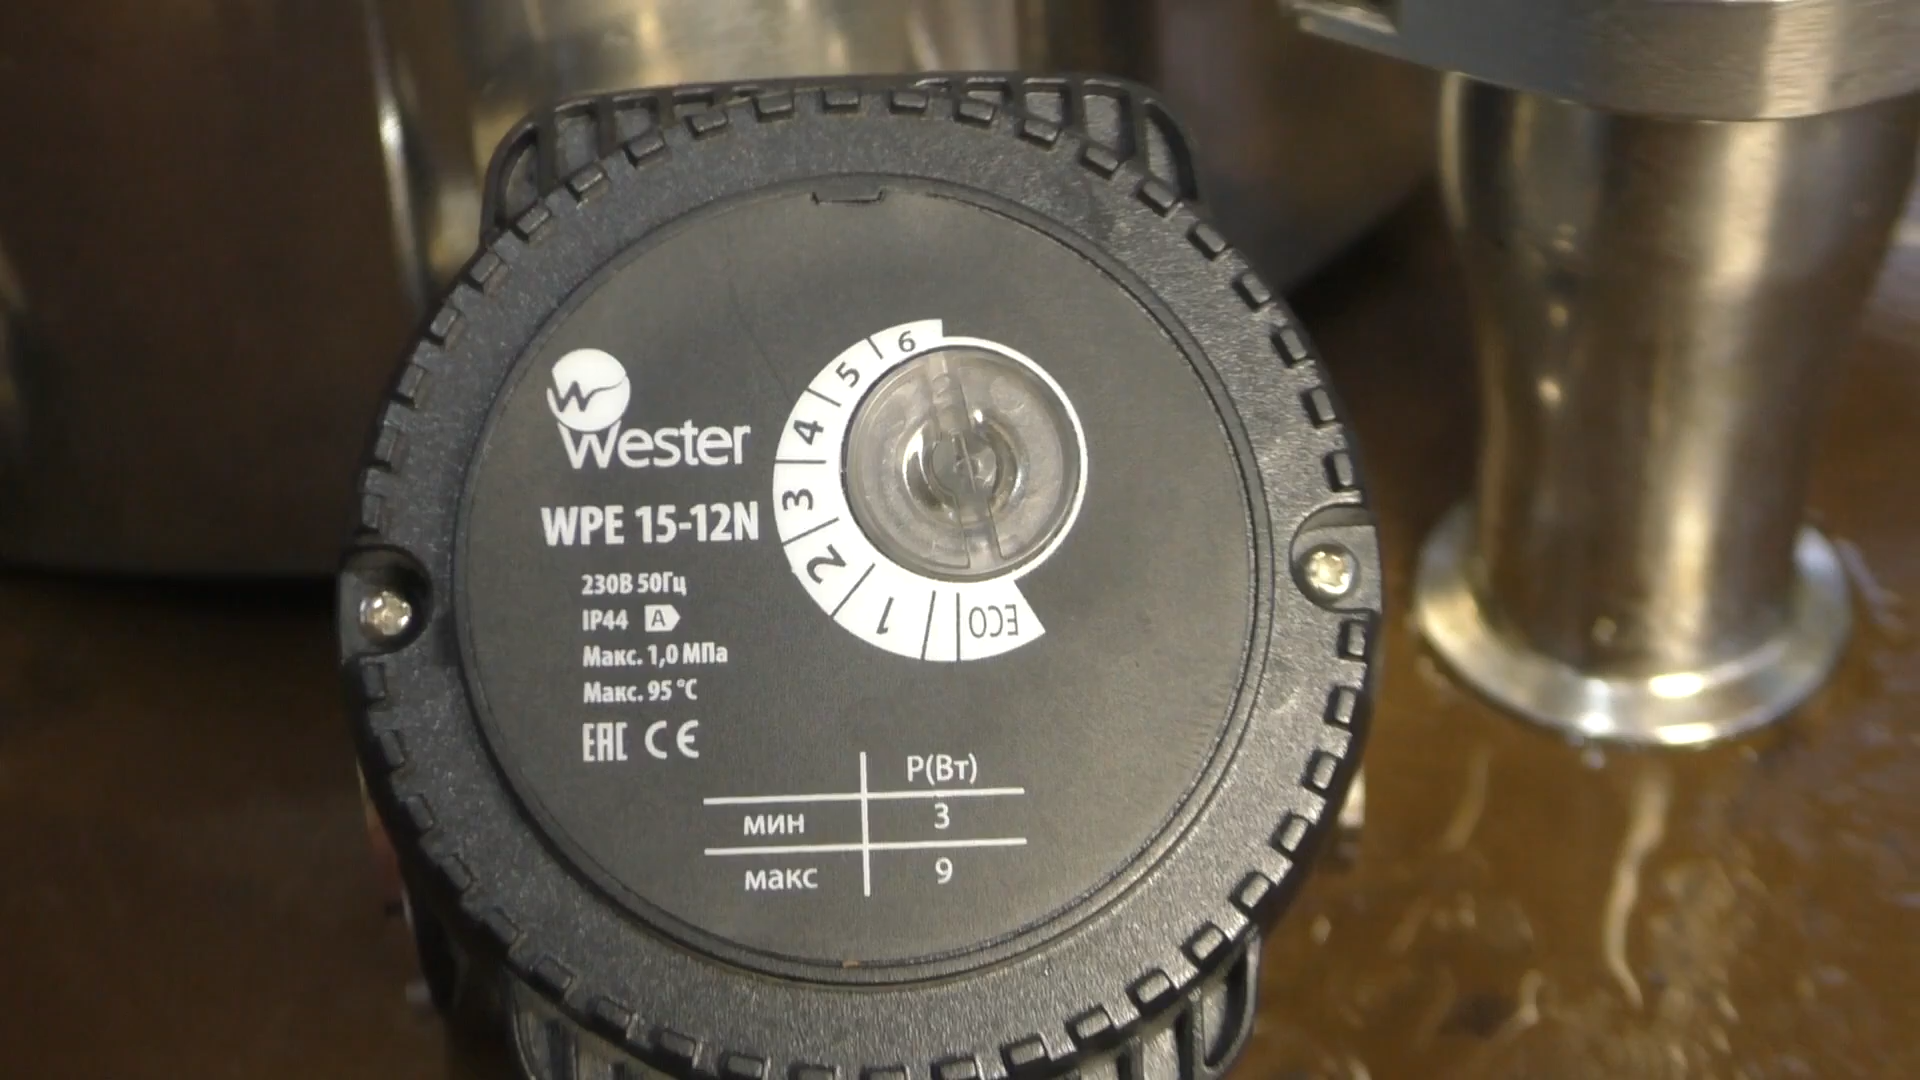 6
5
4
3
2
1
ECO
W
Wester
WPE 15-12N
230В 50Гц
IP44 A
Макс. 1,0 МПа
Макс. 95 °C
EAC CE
P(Вт)
мин 3
макс 9